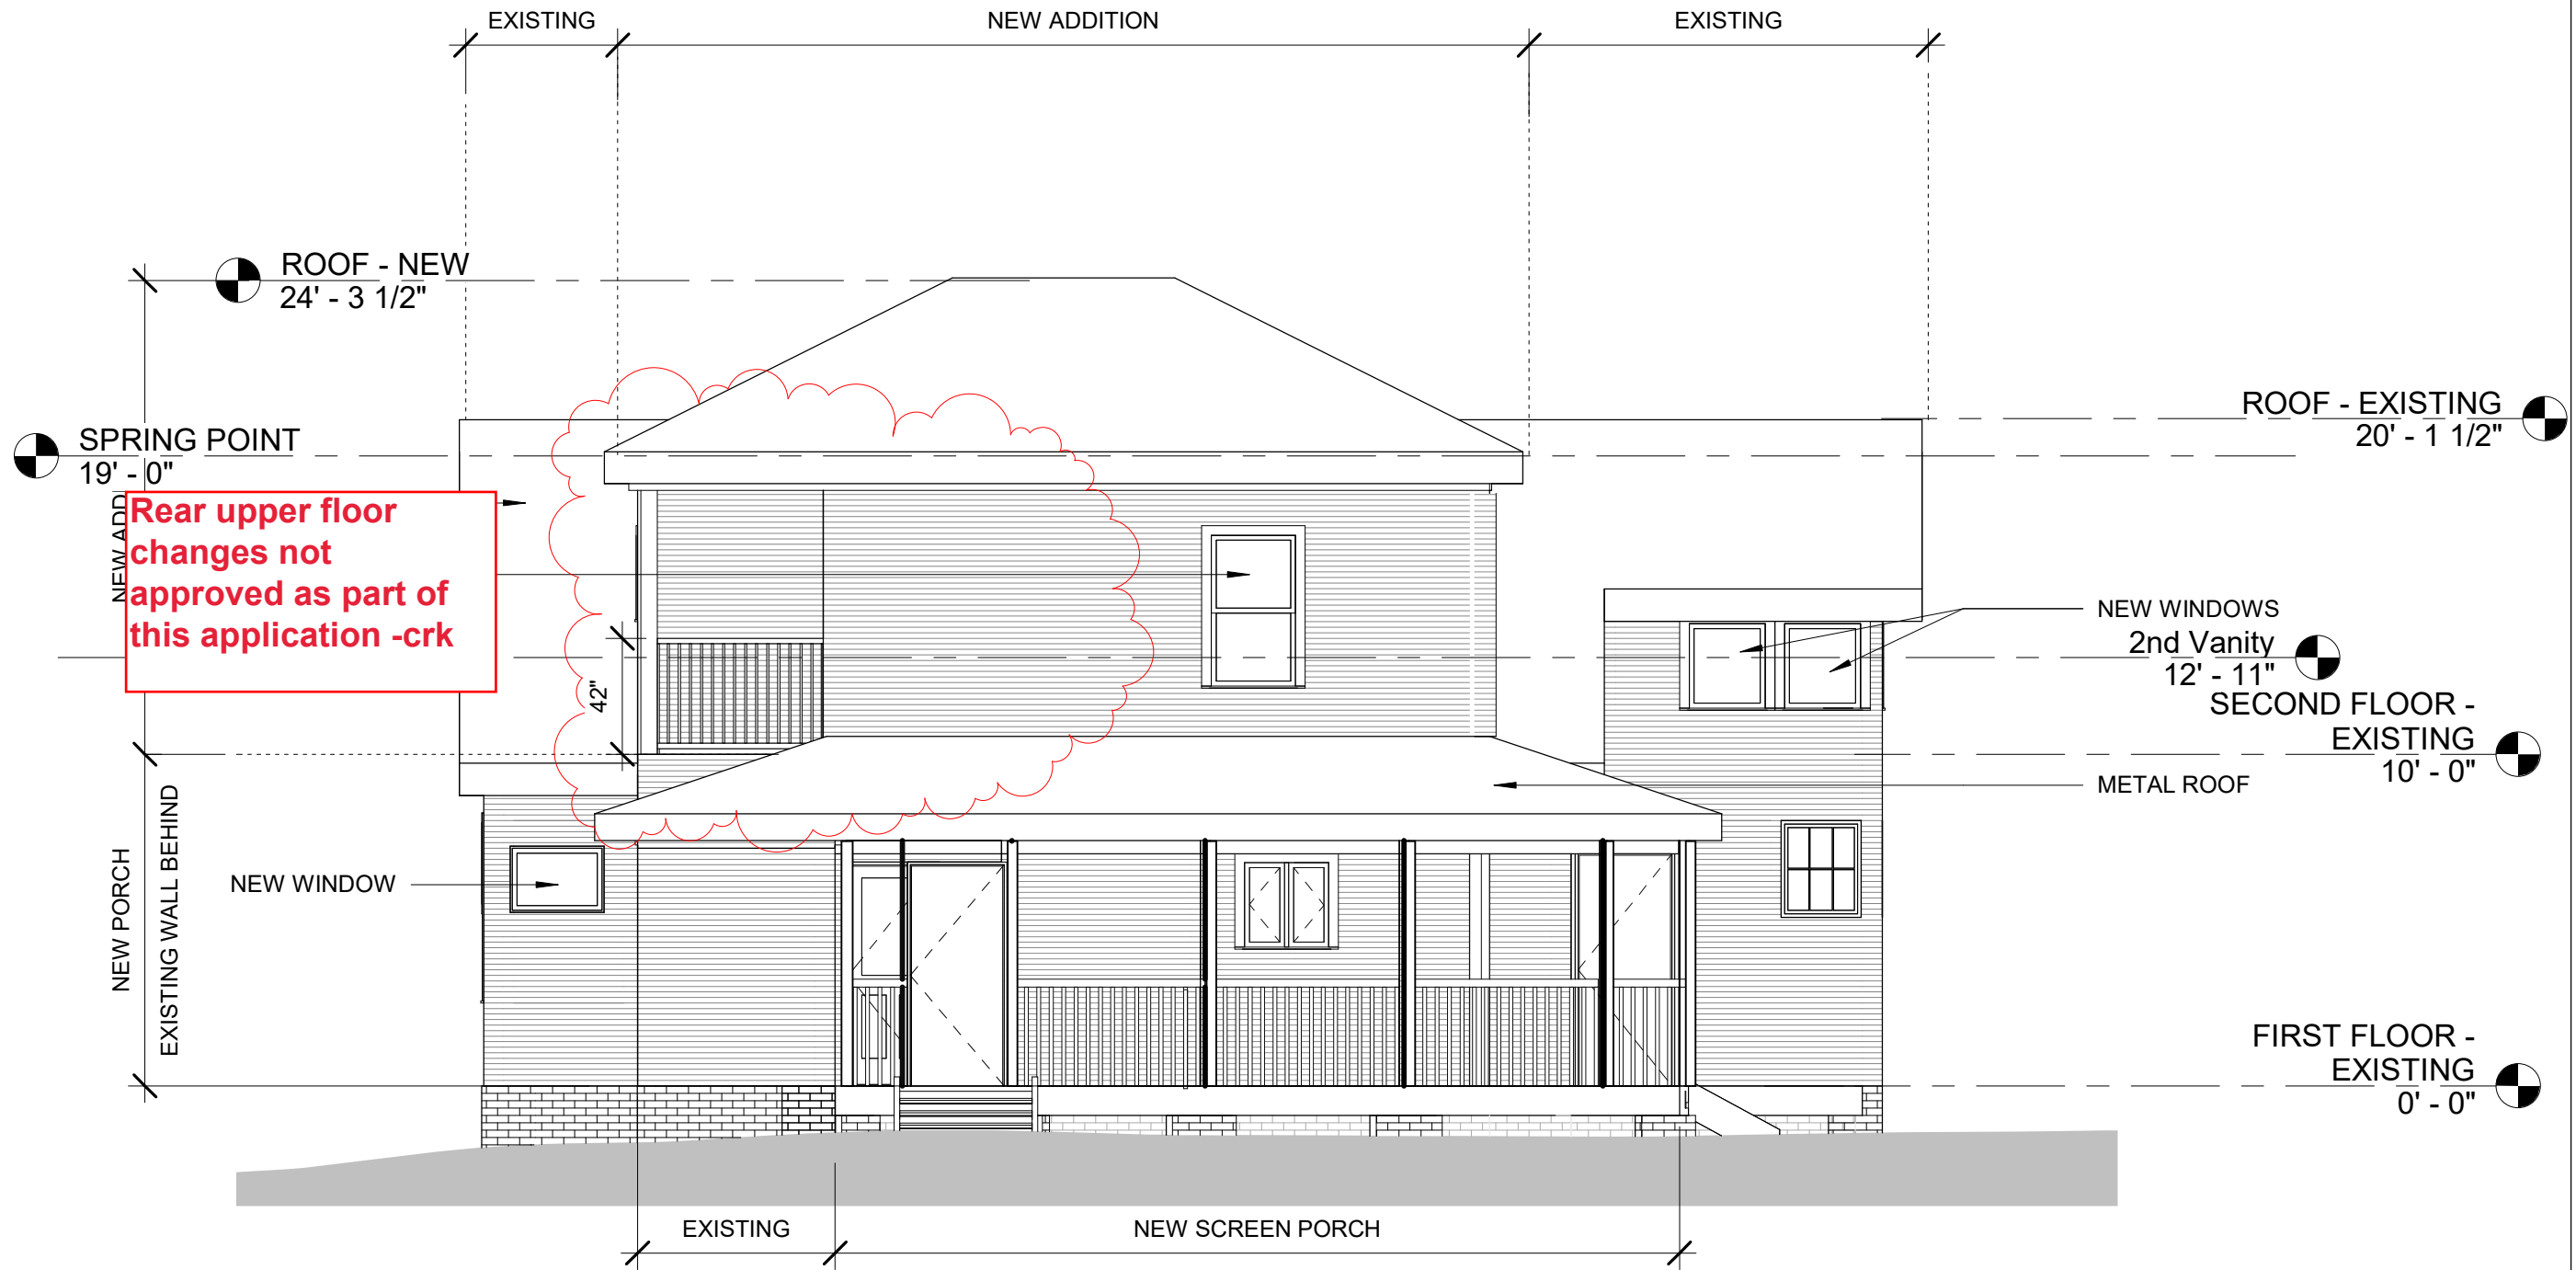 EXISTING
NEW ADDITION
EXISTING
ROOF - NEW
24' - 3 1/2"
SPRING POINT
19' - 0"
ROOF - EXISTING
20' - 1 1/2"
NEW ADD
Rear upper floor
changes not
approved as part of
this application -crk
42"
NEW WINDOWS
2nd Vanity
12' - 11"
SECOND FLOOR -
EXISTING
10' - 0"
METAL ROOF
NEW PORCH
EXISTING WALL BEHIND
NEW WINDOW
FIRST FLOOR -
EXISTING
0' - 0"
EXISTING
NEW SCREEN PORCH